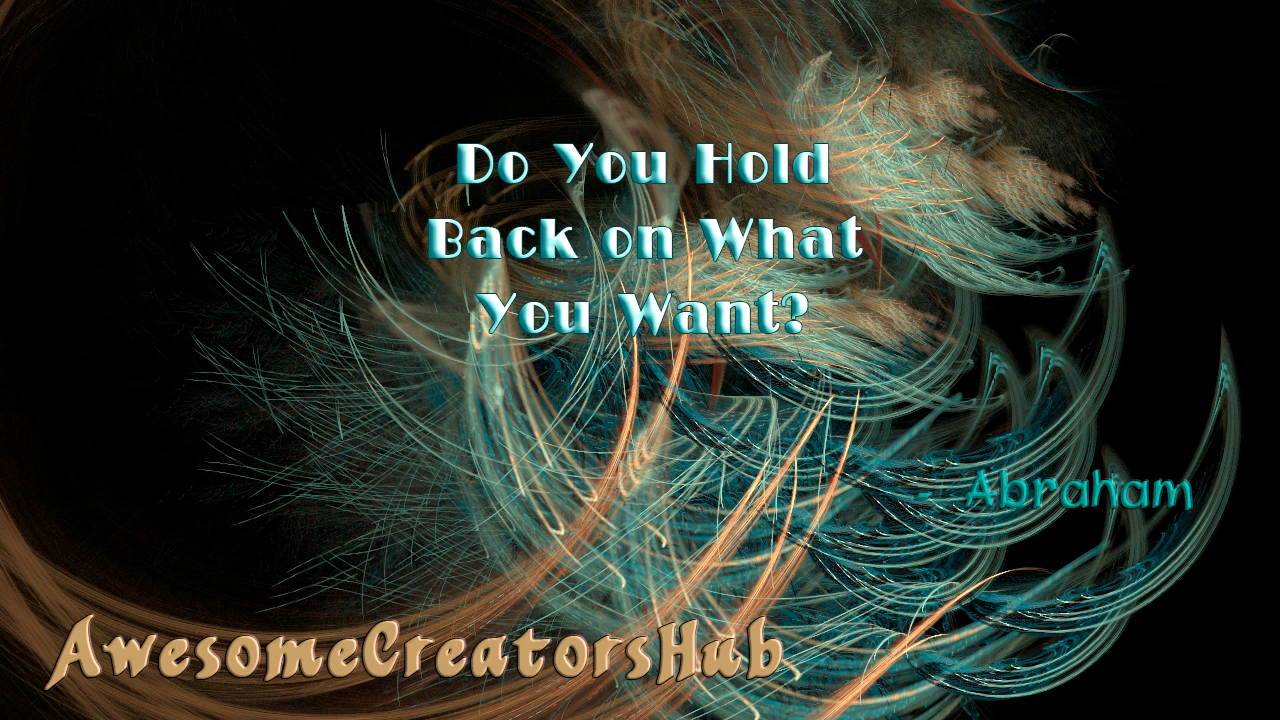 Do You Hold
Back on What
You Want?
- Abraham
AwesomeCreatorsHub